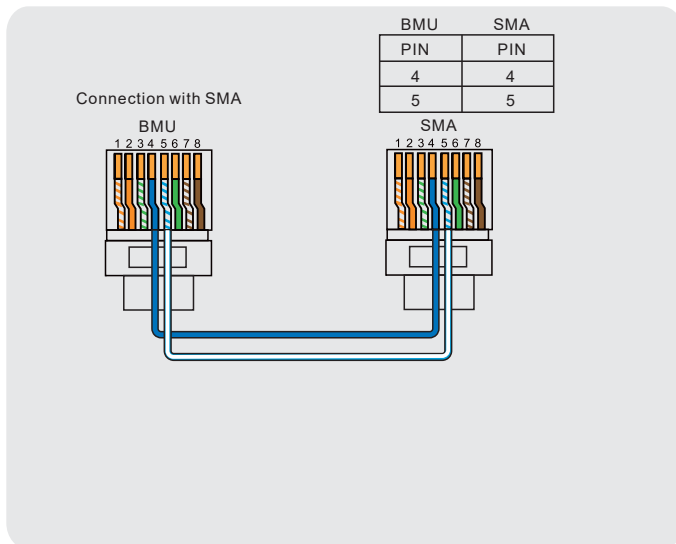 BMU SMA
PIN PIN
4 4
5 5
Connection with SMA
BMU
1 2 3 4 5 6 7 8
SMA
1 2 3 4 5 6 7 8